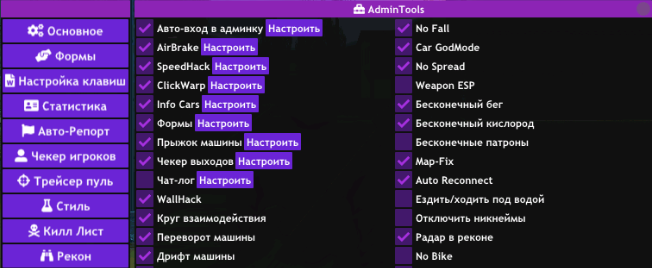 AdminTools
Основное
Формы
Настройка клавиш
Статистика
Авто-Репорт
Чекер игроков
Трейсер пуль
Стиль
Килл Лист
Рекон
Авто-вход в админку Настроить
AirBrake Настроить
SpeedHack Настроить
ClickWarp Настроить
Info Cars Настроить
Формы Настроить
Прыжок машины Настроить
Чекер выходов Настроить
Чат-лог Настроить
WallHack
Круг взаимодействия
Переворот машины
Дрифт машины
No Fall
Car GodMode
No Spread
Weapon ESP
Бесконечный бег
Бесконечный кислород
Бесконечные патроны
Map-Fix
Auto Reconnect
Ездить/ходить под водой
Отключить никнеймы
Радар в реконе
No Bike